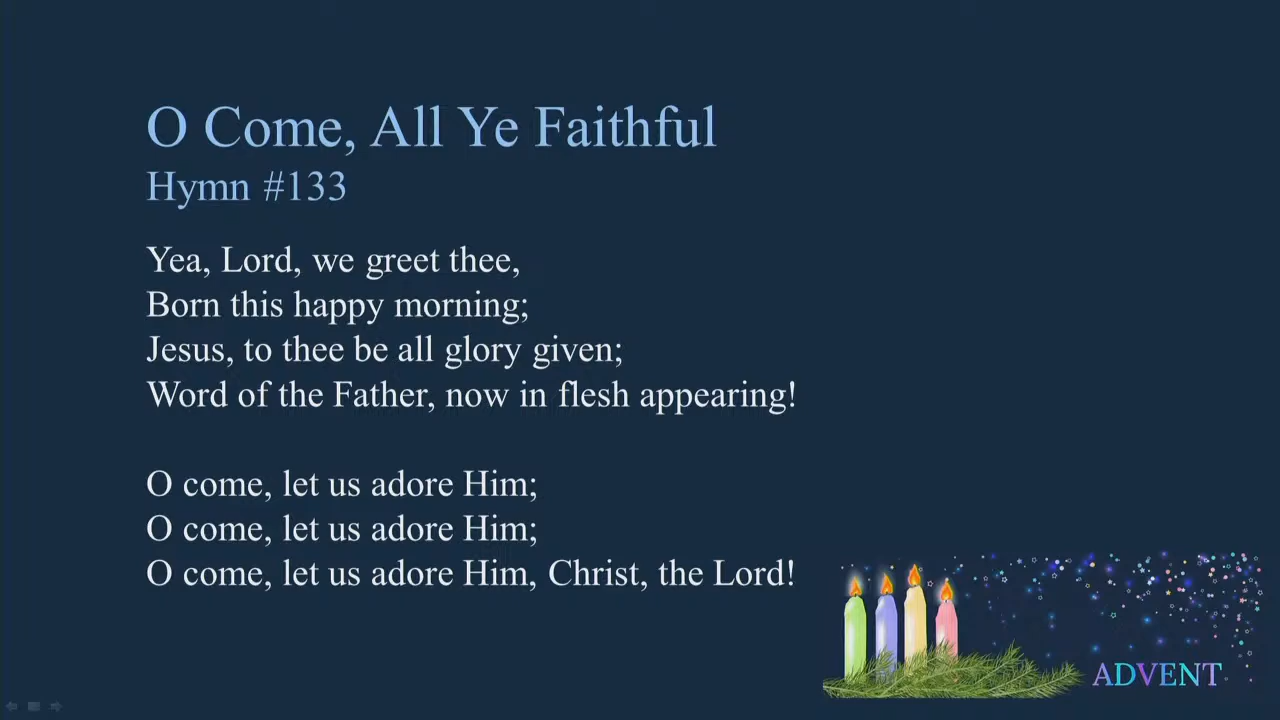 O Come, All Ye Faithful
Hymn #133
Yea, Lord, we greet thee,
Born this happy morning;
Jesus, to thee be all glory given;
Word of the Father, now in flesh appearing!
O come, let us adore Him;
O come, let us adore Him;
O come, let us adore Him, Christ, the Lord!
ADVENT